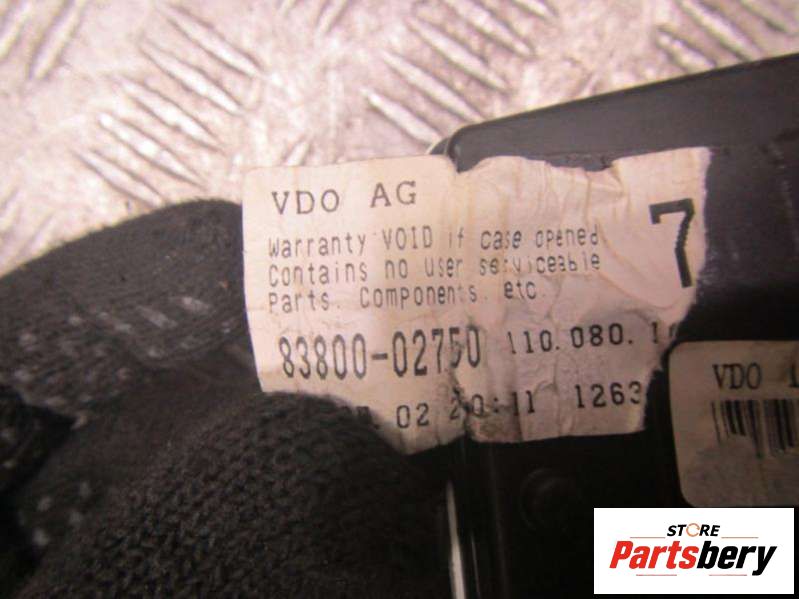 VDO AG
7
Warranty VOID if case opened
Contains no user serviceable
Parts. Components. etc.
83800-02750 110.080.
02 20:11 1263
VDO
STORE
Partsbery